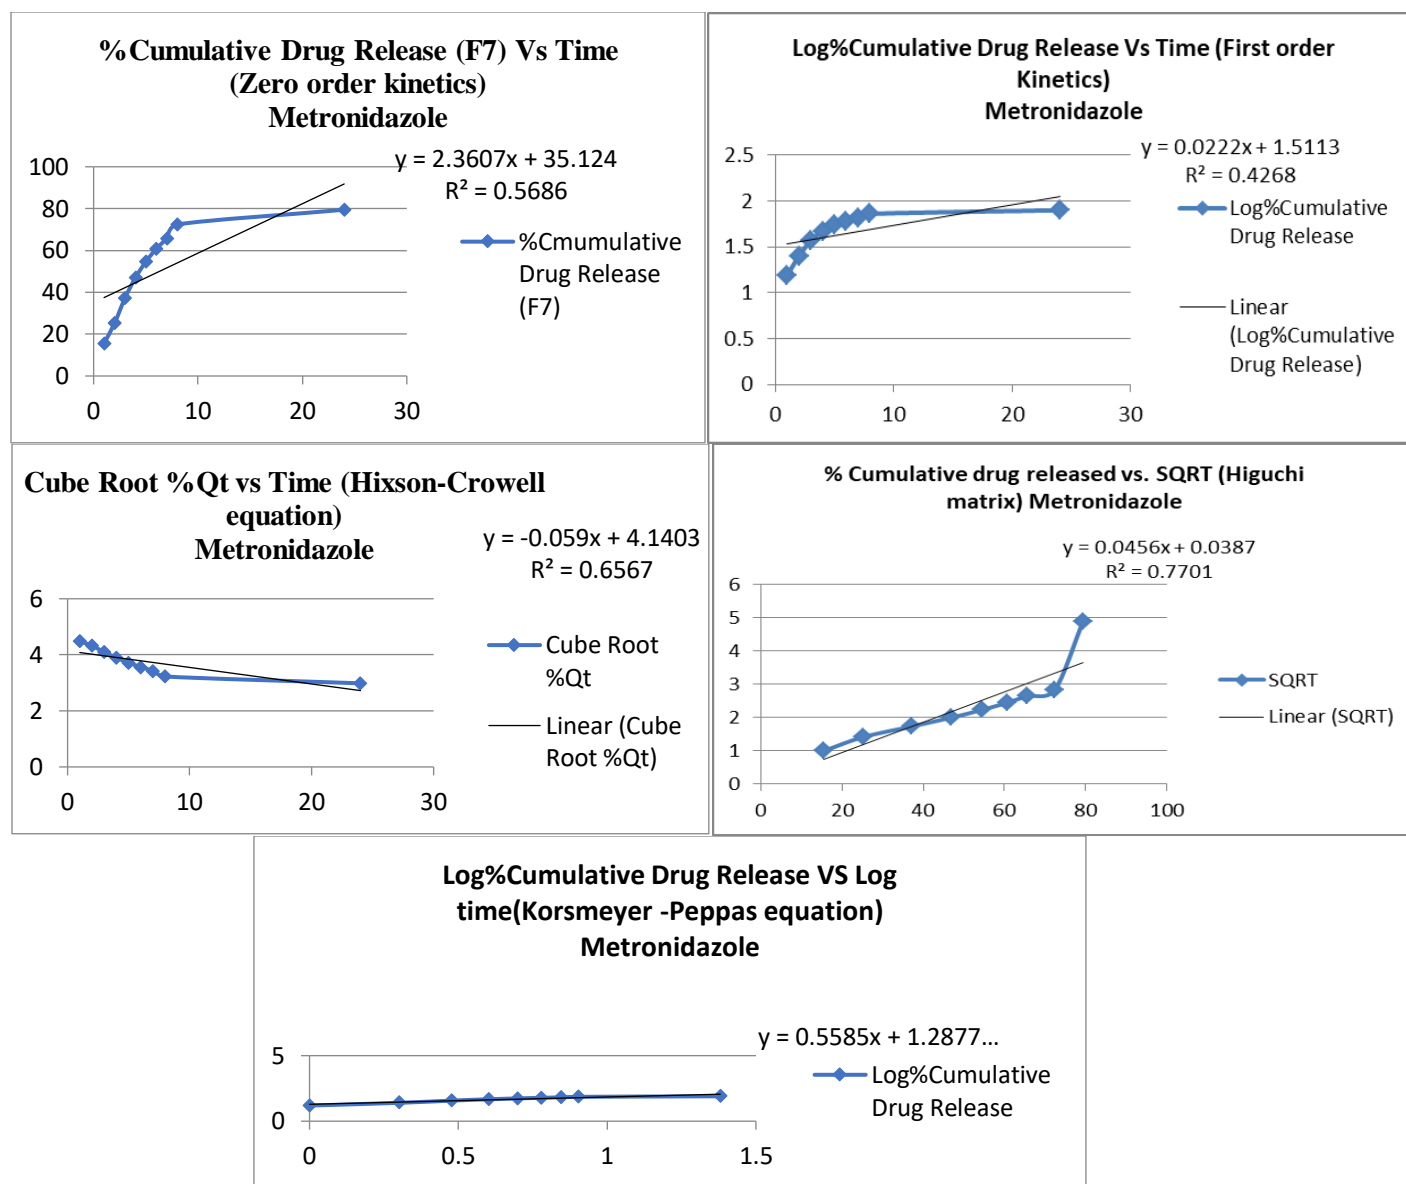 %Cumulative Drug Release (F7) Vs Time
(Zero order kinetics)
Metronidazole
y = 2.3607x + 35.124
R² = 0.5686
100
80
60
40
20
0
0 10 20 30
%Cmumulative
Drug Release
(F7)
Log%Cumulative Drug Release Vs Time (First order
Kinetics)
Metronidazole
y = 0.0222x + 1.5113
R² = 0.4268
2.5
2
1.5
1
0.5
0
0 10 20 30
Log%Cumulative
Drug Release
Linear
(Log%Cumulative
Drug Release)
Cube Root %Qt vs Time (Hixson-Crowell
equation)
Metronidazole
y = -0.059x + 4.1403
R² = 0.6567
6
4
2
0
0 10 20 30
Cube Root
%Qt
Linear (Cube
Root %Qt)
% Cumulative drug released vs. SQRT (Higuchi
matrix) Metronidazole
y = 0.0456x + 0.0387
R² = 0.7701
6
5
4
3
2
1
0
0 20 40 60 80 100
SQRT
Linear (SQRT)
Log%Cumulative Drug Release VS Log
time(Korsmeyer -Peppas equation)
Metronidazole
y = 0.5585x + 1.2877...
5
0
0 0.5 1 1.5
Log%Cumulative
Drug Release